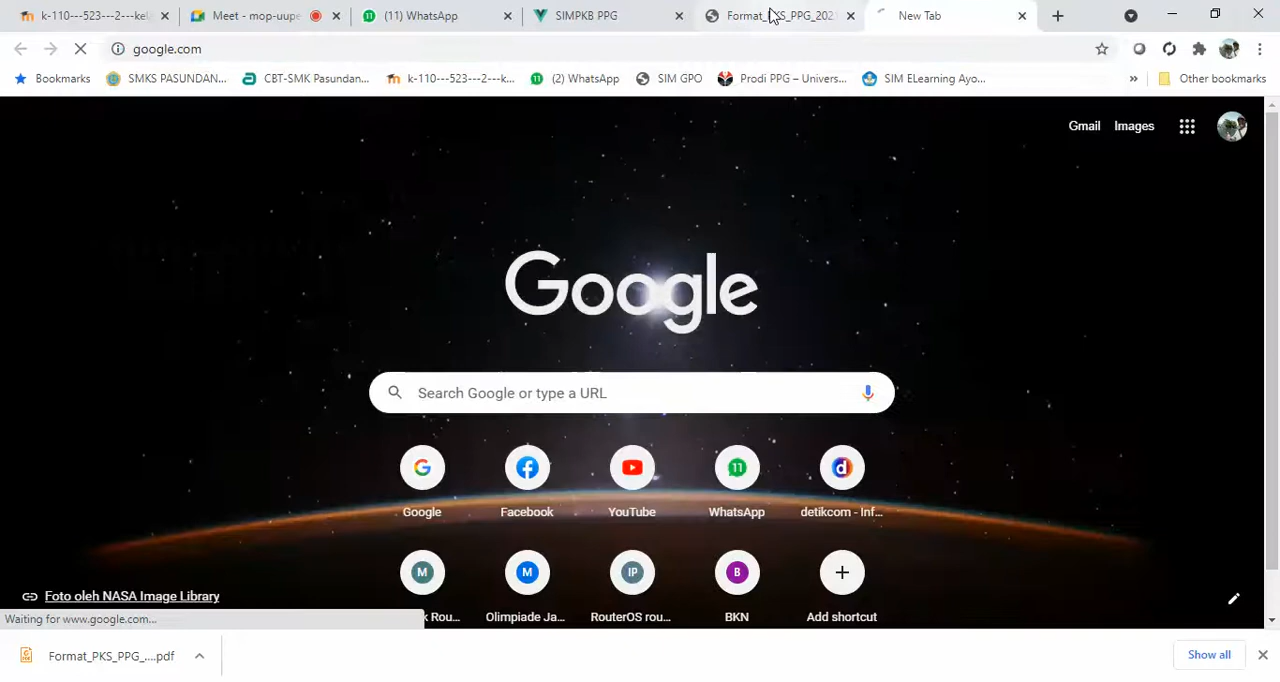 k-110---523---2---kel
Meet - mop-uupe
(11) WhatsApp
SIMPKB PPG
Format_PKS_PPG_202
New Tab
google.com
Bookmarks
SMKS PASUNDAN...
CBT-SMK Pasundan...
k-110---523---2---k...
(2) WhatsApp
SIM GPO
Prodi PPG – Univers...
SIM ELearning Ayo...
»
Other bookmarks
Gmail
Images
Google
Search Google or type a URL
11
d
Google
Facebook
YouTube
WhatsApp
detikcom - Inf...
M
M
IP
B
k Rou...
Olimpiade Ja...
RouterOS rou...
BKN
Add shortcut
Foto oleh NASA Image Library
Waiting for www.google.com...
Format_PKS_PPG_....pdf
Show all